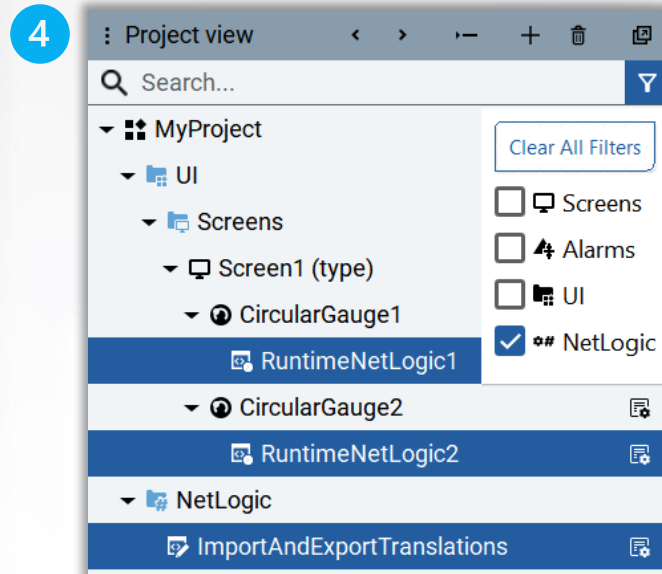 4
Project view
Search...
MyProject
Clear All Filters
UI
Screens
Screens
Alarms
Screen1 (type)
UI
CircularGauge1
NetLogic
RuntimeNetLogic1
CircularGauge2
RuntimeNetLogic2
NetLogic
ImportAndExportTranslations